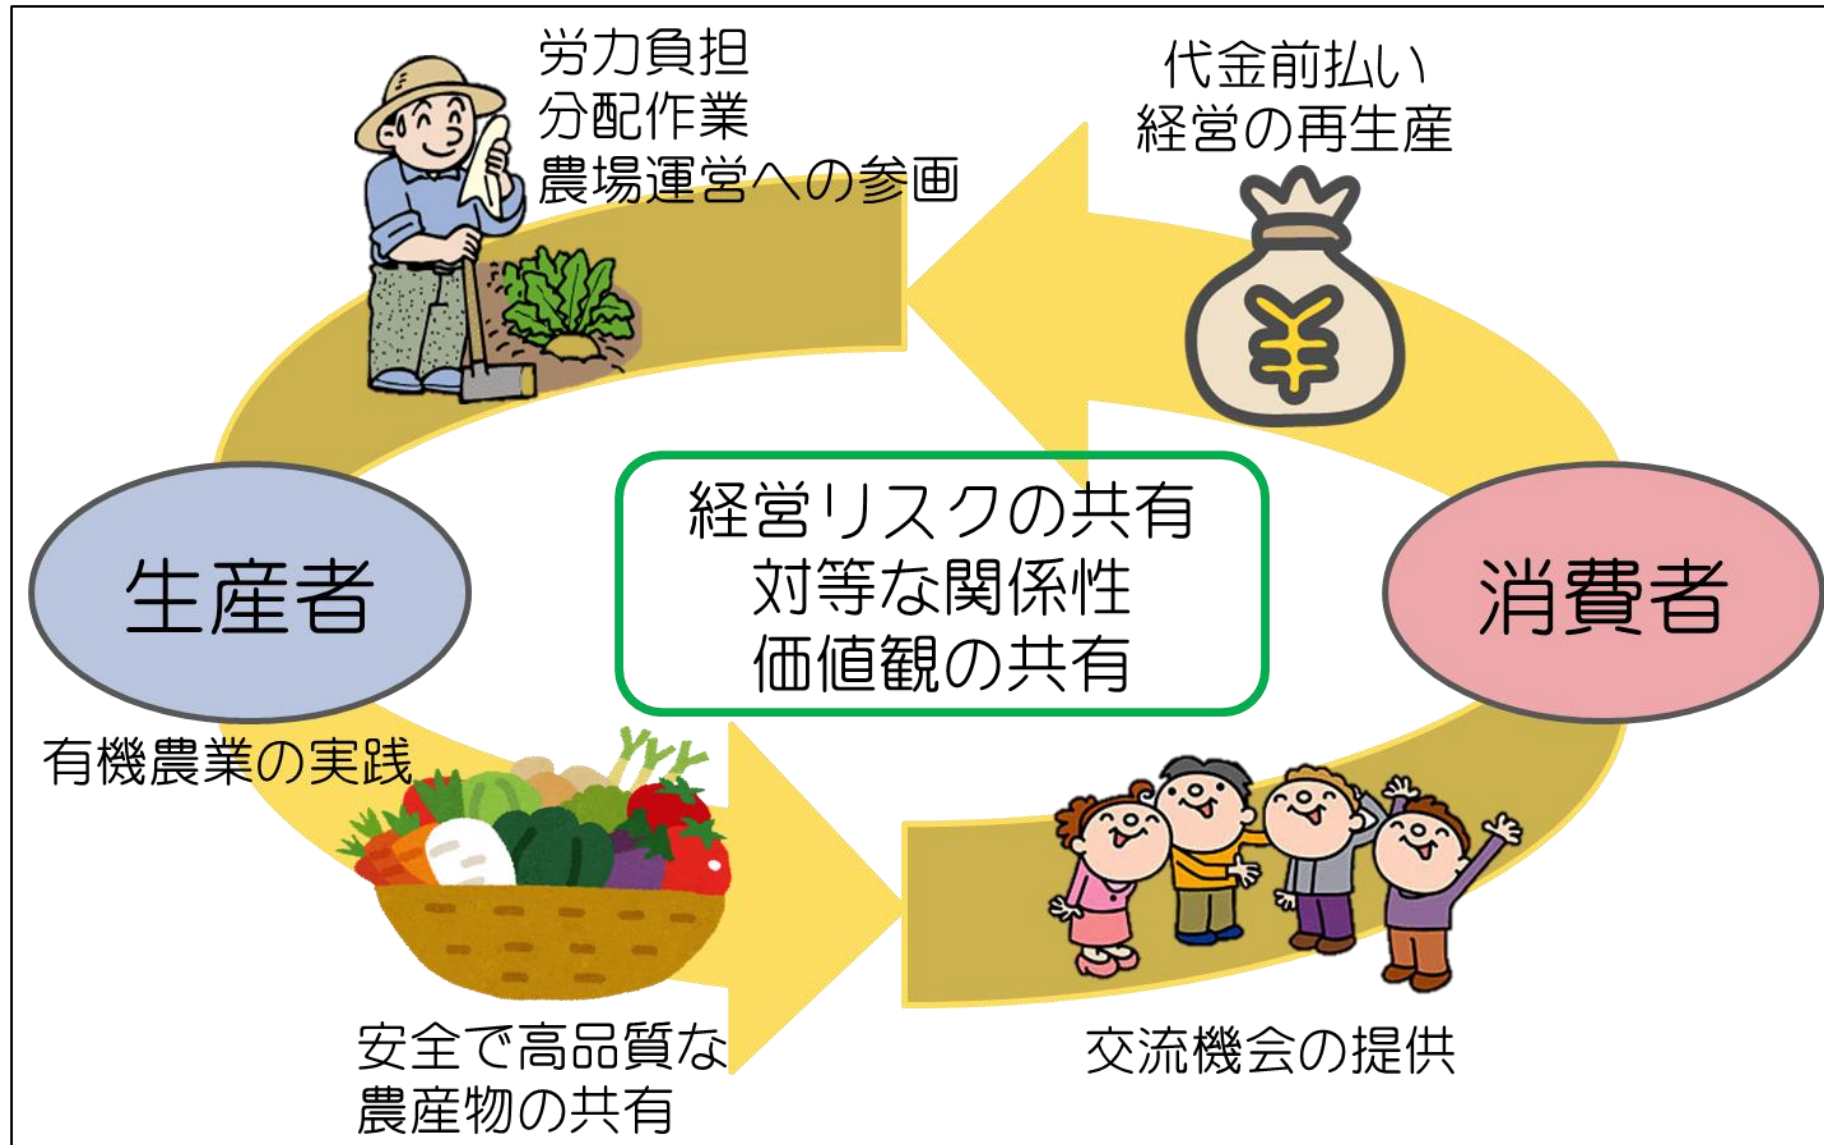 労力負担
分配作業
農場運営への参画
代金前払い
経営の再生産
経営リスクの共有
対等な関係性
価値観の共有
生産者
消費者
有機農業の実践
安全で高品質な
農産物の共有
交流機会の提供